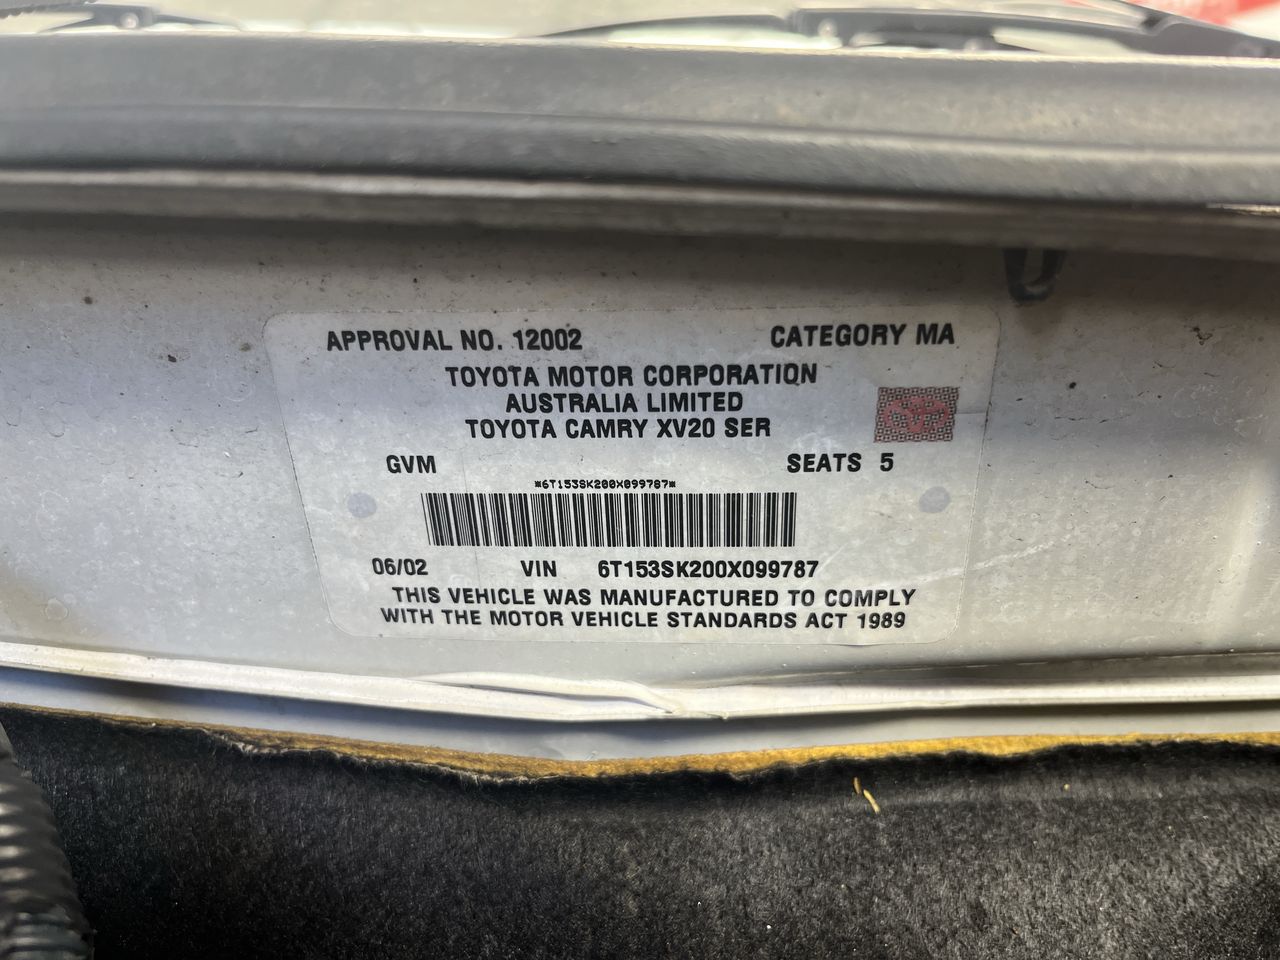 APPROVAL NO. 12002 CATEGORY MA
TOYOTA MOTOR CORPORATION
AUSTRALIA LIMITED
TOYOTA CAMRY XV20 SER
GVM SEATS 5
*6T153SK200X099787*
06/02 VIN 6T153SK200X099787
THIS VEHICLE WAS MANUFACTURED TO COMPLY
WITH THE MOTOR VEHICLE STANDARDS ACT 1989